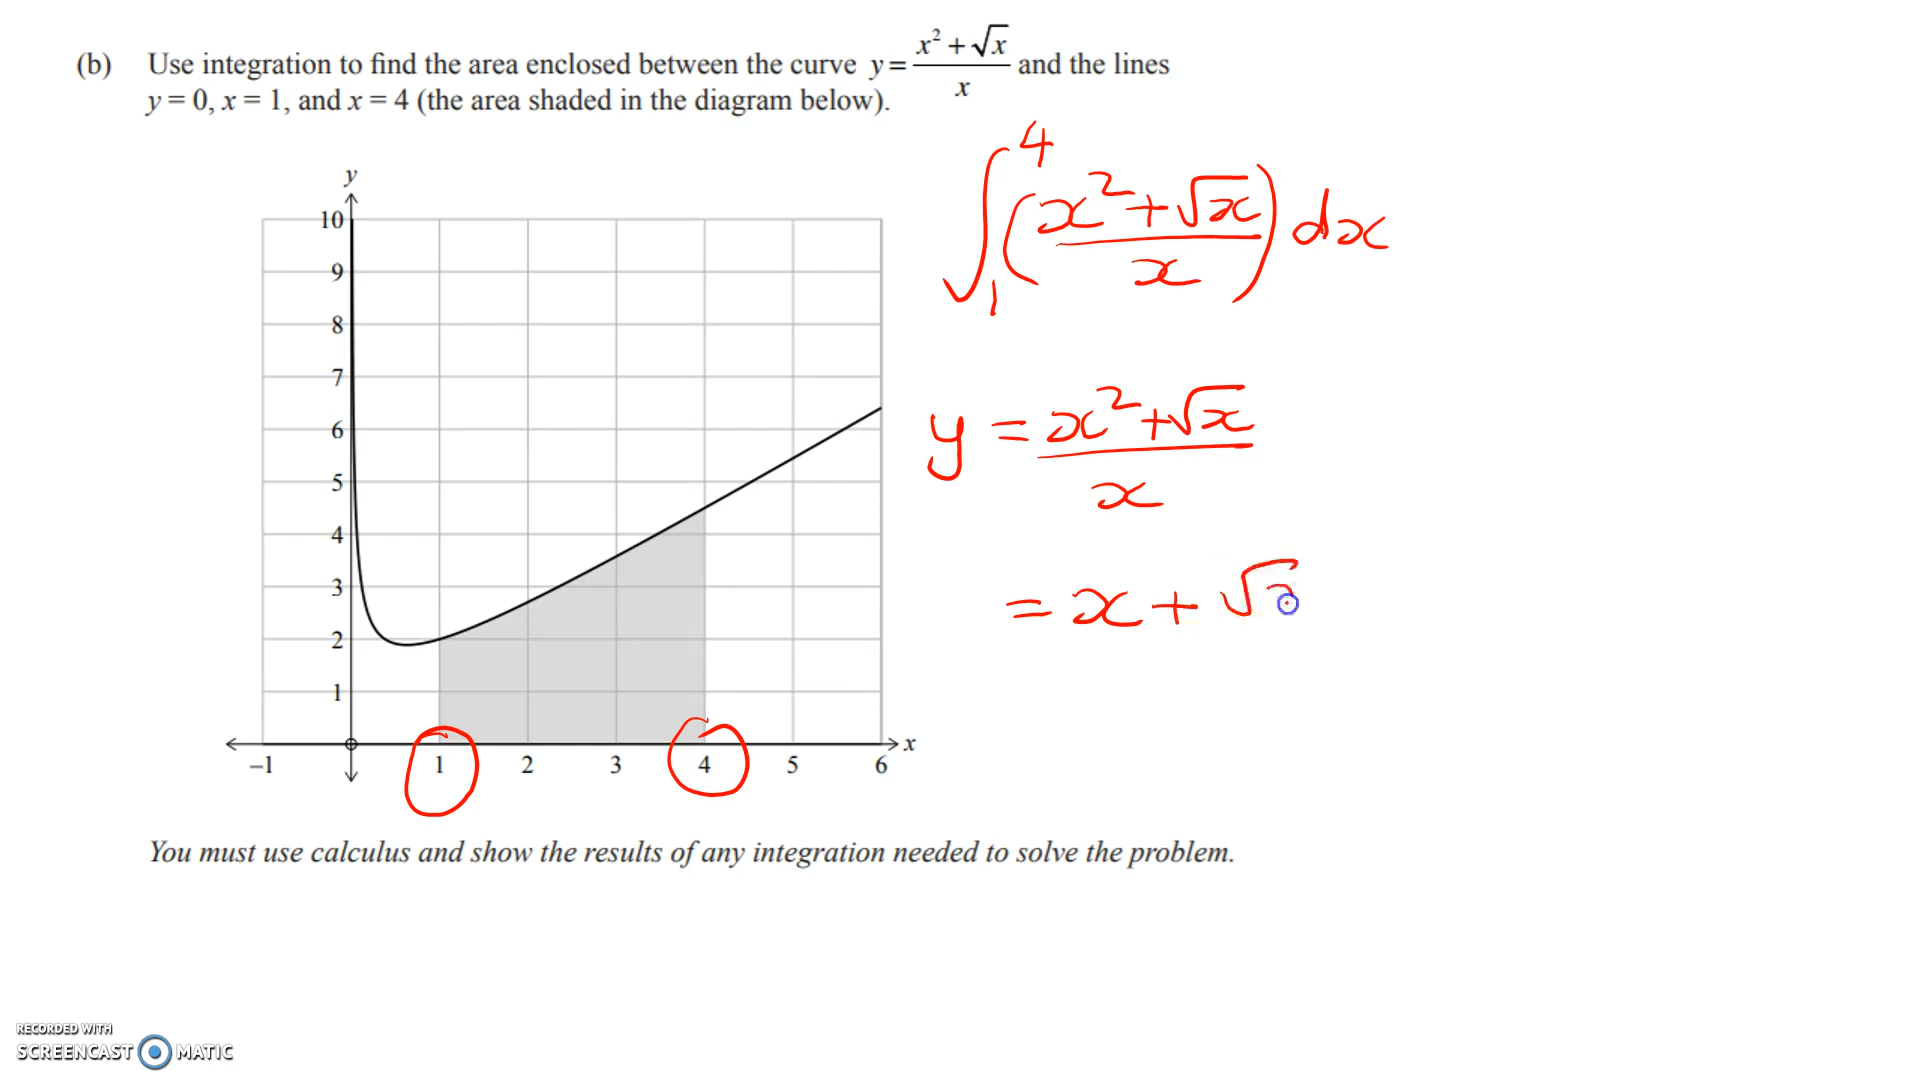 (b) Use integration to find the area enclosed between the curve y = (x² + √x)/x and the lines
y = 0, x = 1, and x = 4 (the area shaded in the diagram below).
∫₁⁴ ((x² + √x)/x) dx
y = (x² + √x)/x
= x + √
y
10
9
8
7
6
5
4
3
2
1
x
−1 1 2 3 4 5 6
You must use calculus and show the results of any integration needed to solve the problem.
RECORDED WITH
SCREENCAST MATIC